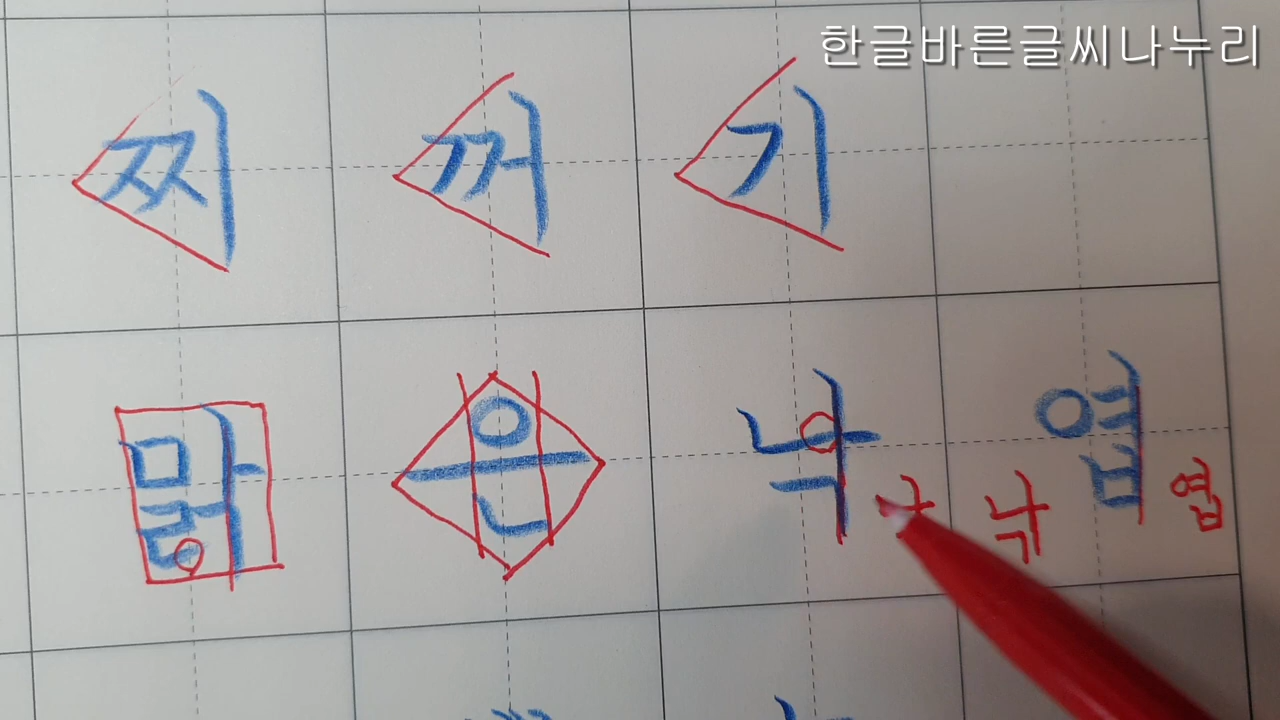 한글바른글씨나누리
찌 꺼 기
맑 은 낙 엽
낙 엽